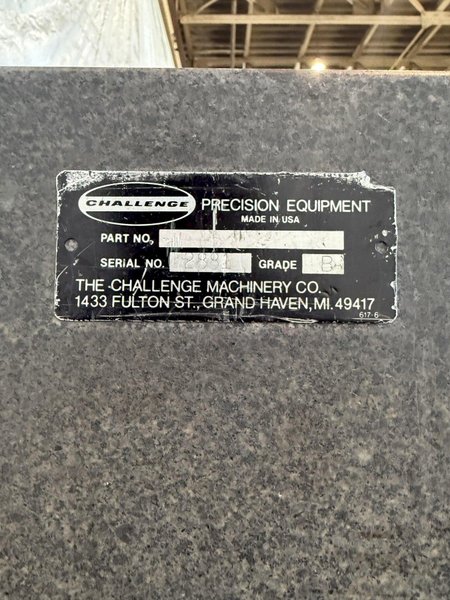 CHALLENGE PRECISION EQUIPMENT
MADE IN USA
PART NO.
SERIAL NO. GRADE B
THE CHALLENGE MACHINERY CO.
1433 FULTON ST., GRAND HAVEN, MI. 49417
617-6